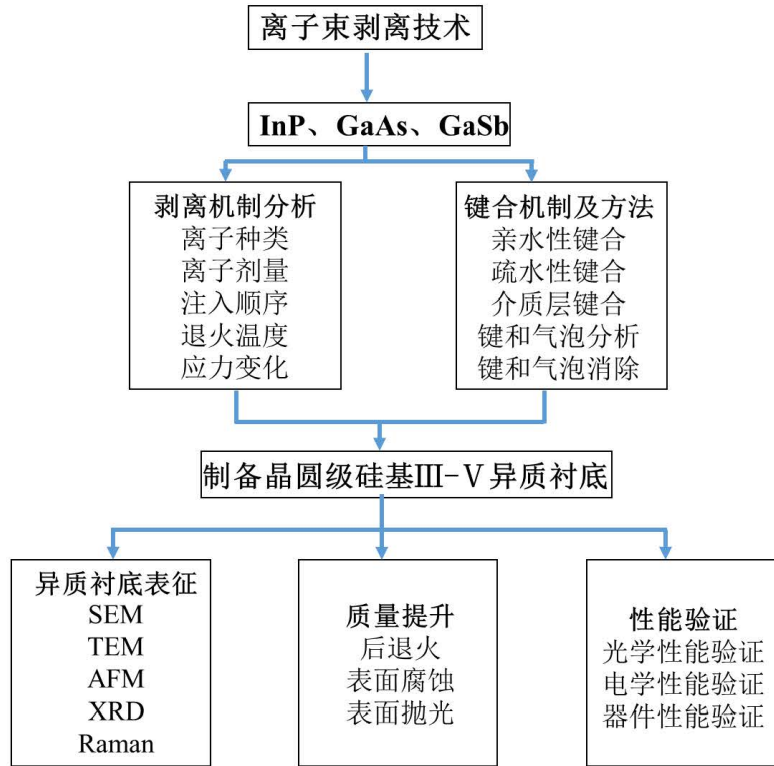 离子束剥离技术
InP、GaAs、GaSb
剥离机制分析
离子种类
离子剂量
注入顺序
退火温度
应力变化
键合机制及方法
亲水性键合
疏水性键合
介质层键合
键和气泡分析
键和气泡消除
制备晶圆级硅基Ⅲ-Ⅴ异质衬底
异质衬底表征
SEM
TEM
AFM
XRD
Raman
质量提升
后退火
表面腐蚀
表面抛光
性能验证
光学性能验证
电学性能验证
器件性能验证